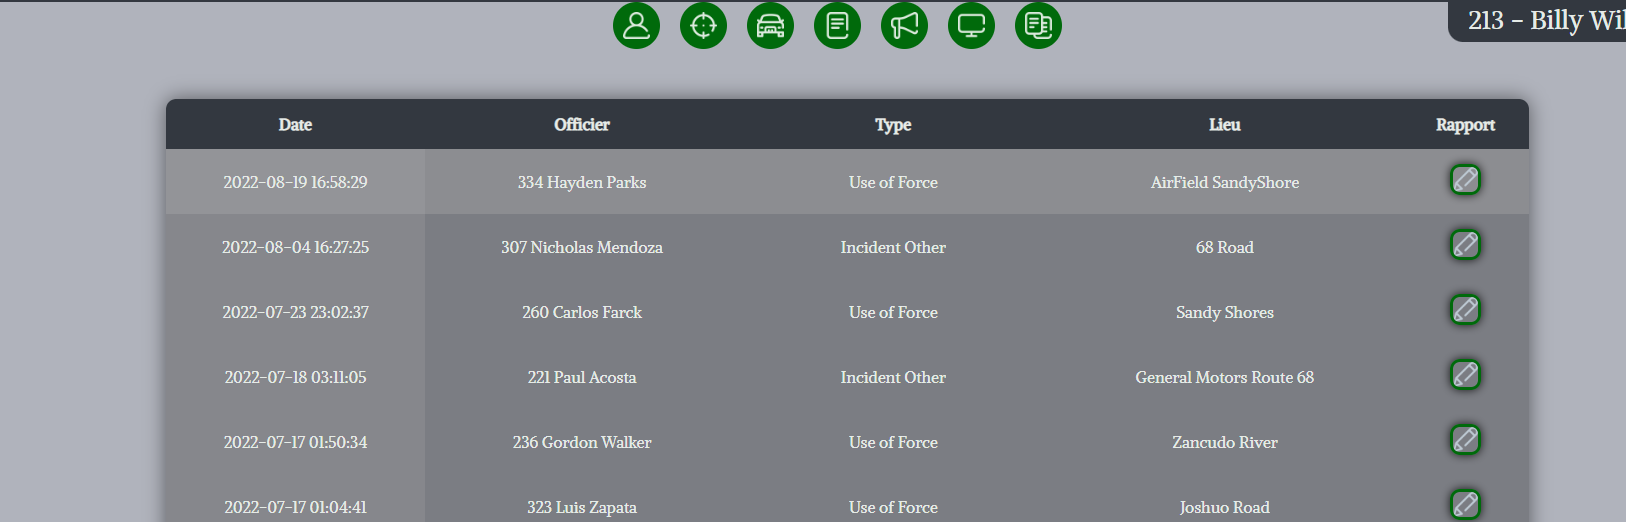 213 - Billy Wil
Date Officier Type Lieu Rapport
2022-08-19 16:58:29 334 Hayden Parks Use of Force AirField SandyShore
2022-08-04 16:27:25 307 Nicholas Mendoza Incident Other 68 Road
2022-07-23 23:02:37 260 Carlos Farck Use of Force Sandy Shores
2022-07-18 03:11:05 221 Paul Acosta Incident Other General Motors Route 68
2022-07-17 01:50:34 236 Gordon Walker Use of Force Zancudo River
2022-07-17 01:04:41 323 Luis Zapata Use of Force Joshuo Road